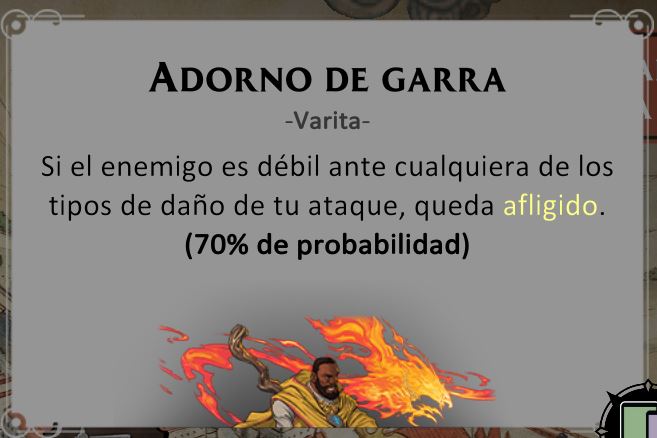 ADORNO DE GARRA
-Varita-
Si el enemigo es débil ante cualquiera de los
tipos de daño de tu ataque, queda afligido.
(70% de probabilidad)